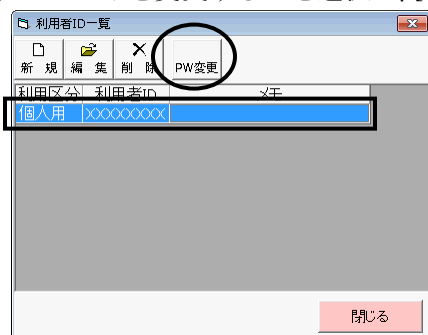 利用者ID一覧
新 規 編 集 削 除 PW変更
利用区分 利用者ID メモ
個人用 XXXXXXXXX
閉じる